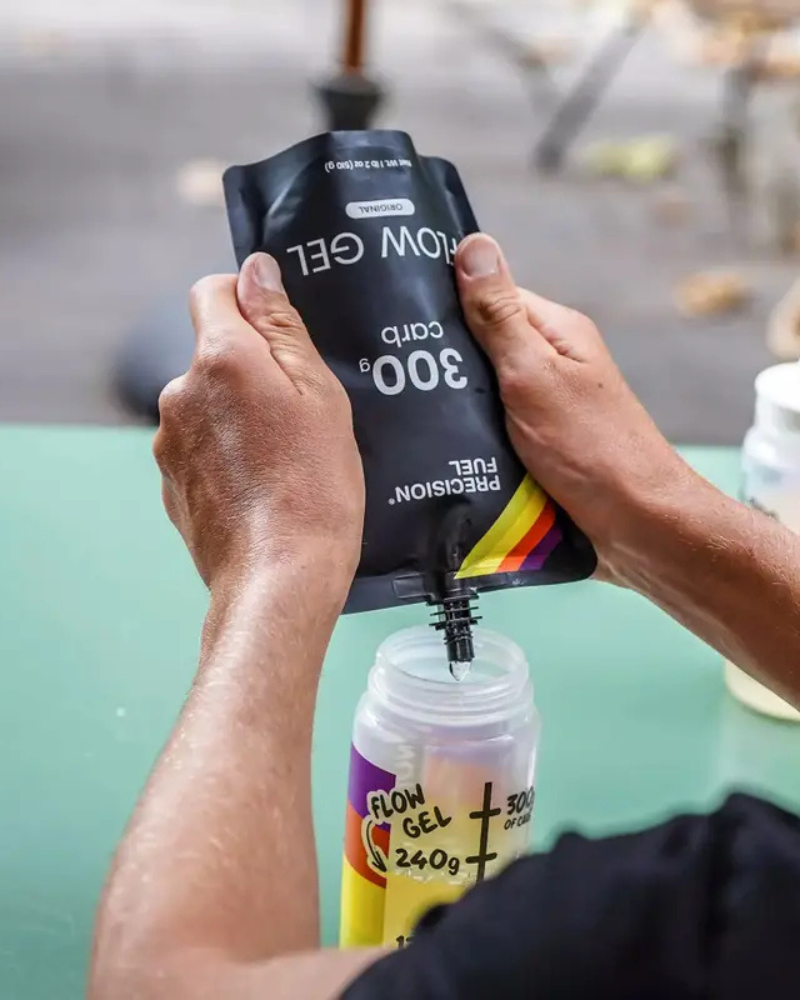 Net Wt. 1 lb 2 oz (510 g)
ORIGINAL
FLOW GEL
300g
carb
PRECISION®
FUEL
FLOW
GEL
300
OF
240g